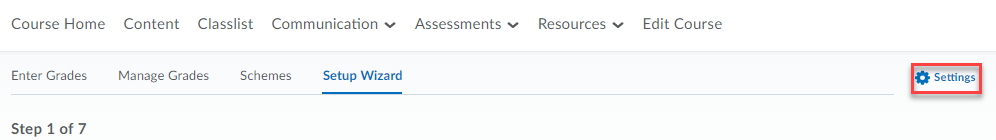 Course Home Content Classlist Communication Assessments Resources Edit Course
Enter Grades Manage Grades Schemes Setup Wizard Settings
Step 1 of 7